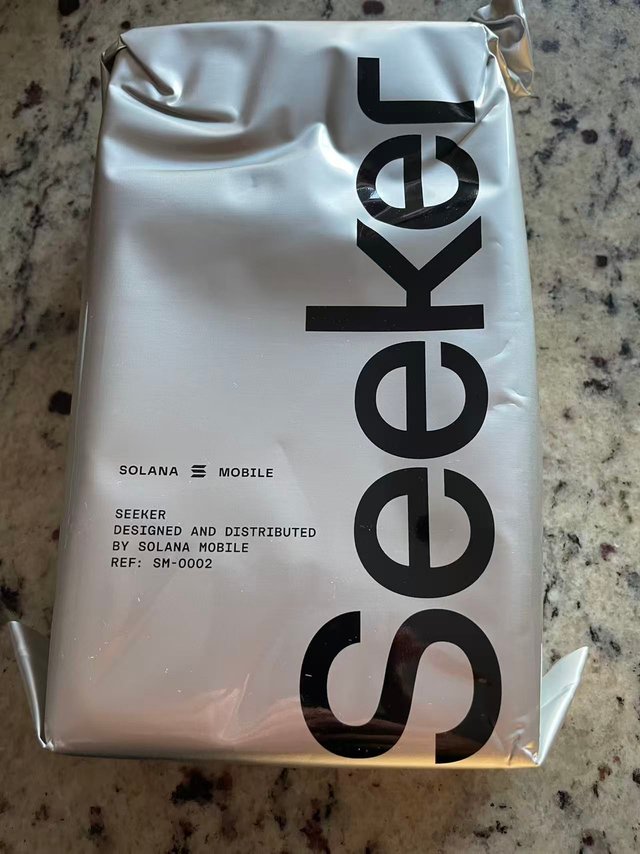 Seeker
SOLANA MOBILE
SEEKER
DESIGNED AND DISTRIBUTED
BY SOLANA MOBILE
REF: SM-0002